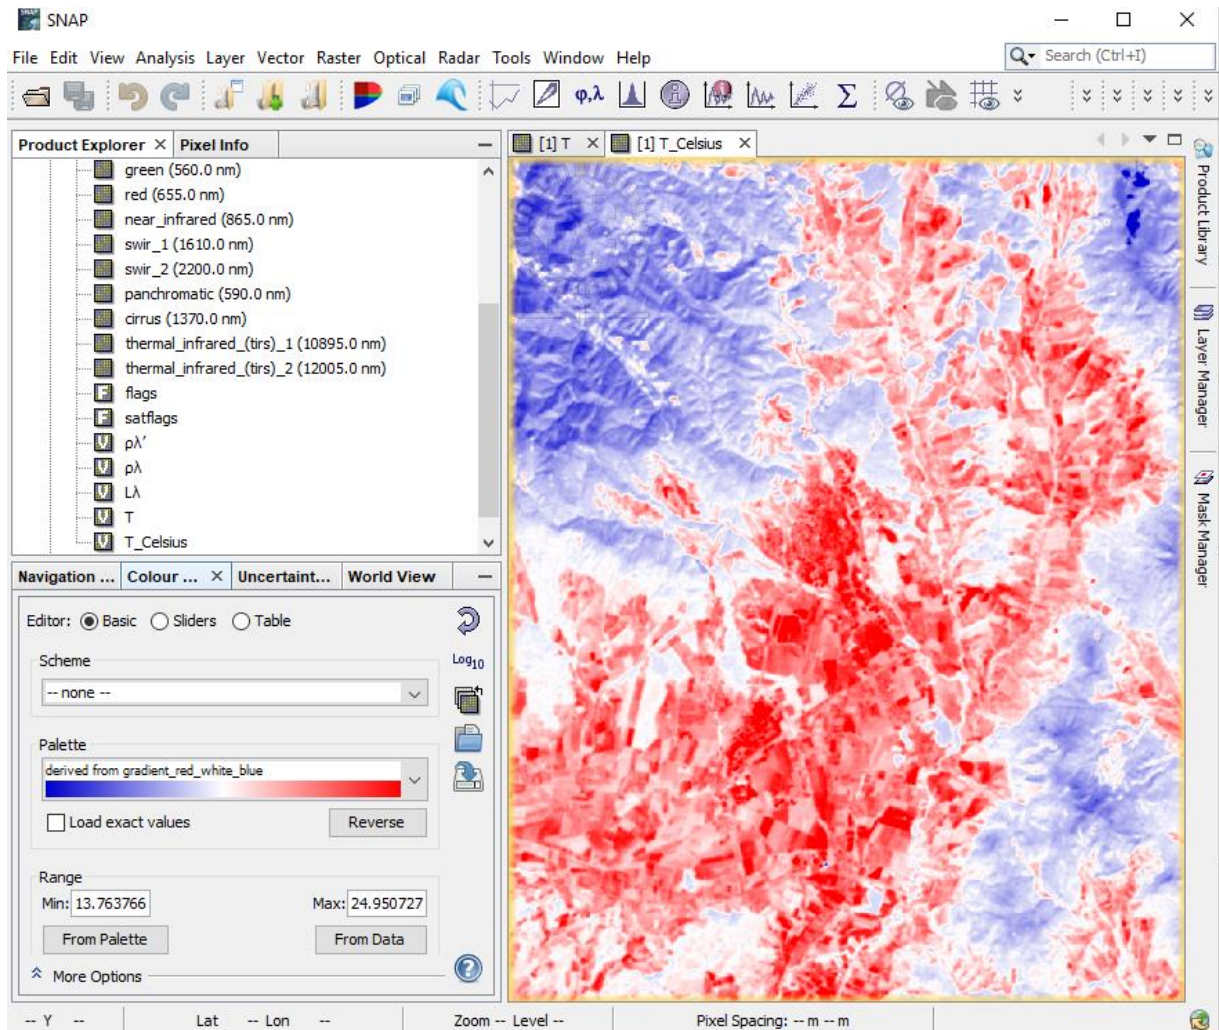 SNAP
File Edit View Analysis Layer Vector Raster Optical Radar Tools Window Help
Search (Ctrl+I)
φ,λ
Σ
Product Explorer × Pixel Info
green (560.0 nm)
red (655.0 nm)
near_infrared (865.0 nm)
swir_1 (1610.0 nm)
swir_2 (2200.0 nm)
panchromatic (590.0 nm)
cirrus (1370.0 nm)
thermal_infrared_(tirs)_1 (10895.0 nm)
thermal_infrared_(tirs)_2 (12005.0 nm)
flags
satflags
ρλ′
ρλ
Lλ
T
T_Celsius
[1] T × [1] T_Celsius ×
Product Library
Layer Manager
Mask Manager
Navigation ... Colour ... × Uncertaint... World View
Editor: Basic Sliders Table
Scheme
-- none --
Log10
Palette
derived from gradient_red_white_blue
Load exact values
Reverse
Range
Min: 13.763766 Max: 24.950727
From Palette From Data
More Options
-- Y -- Lat -- Lon -- Zoom -- Level -- Pixel Spacing: -- m -- m